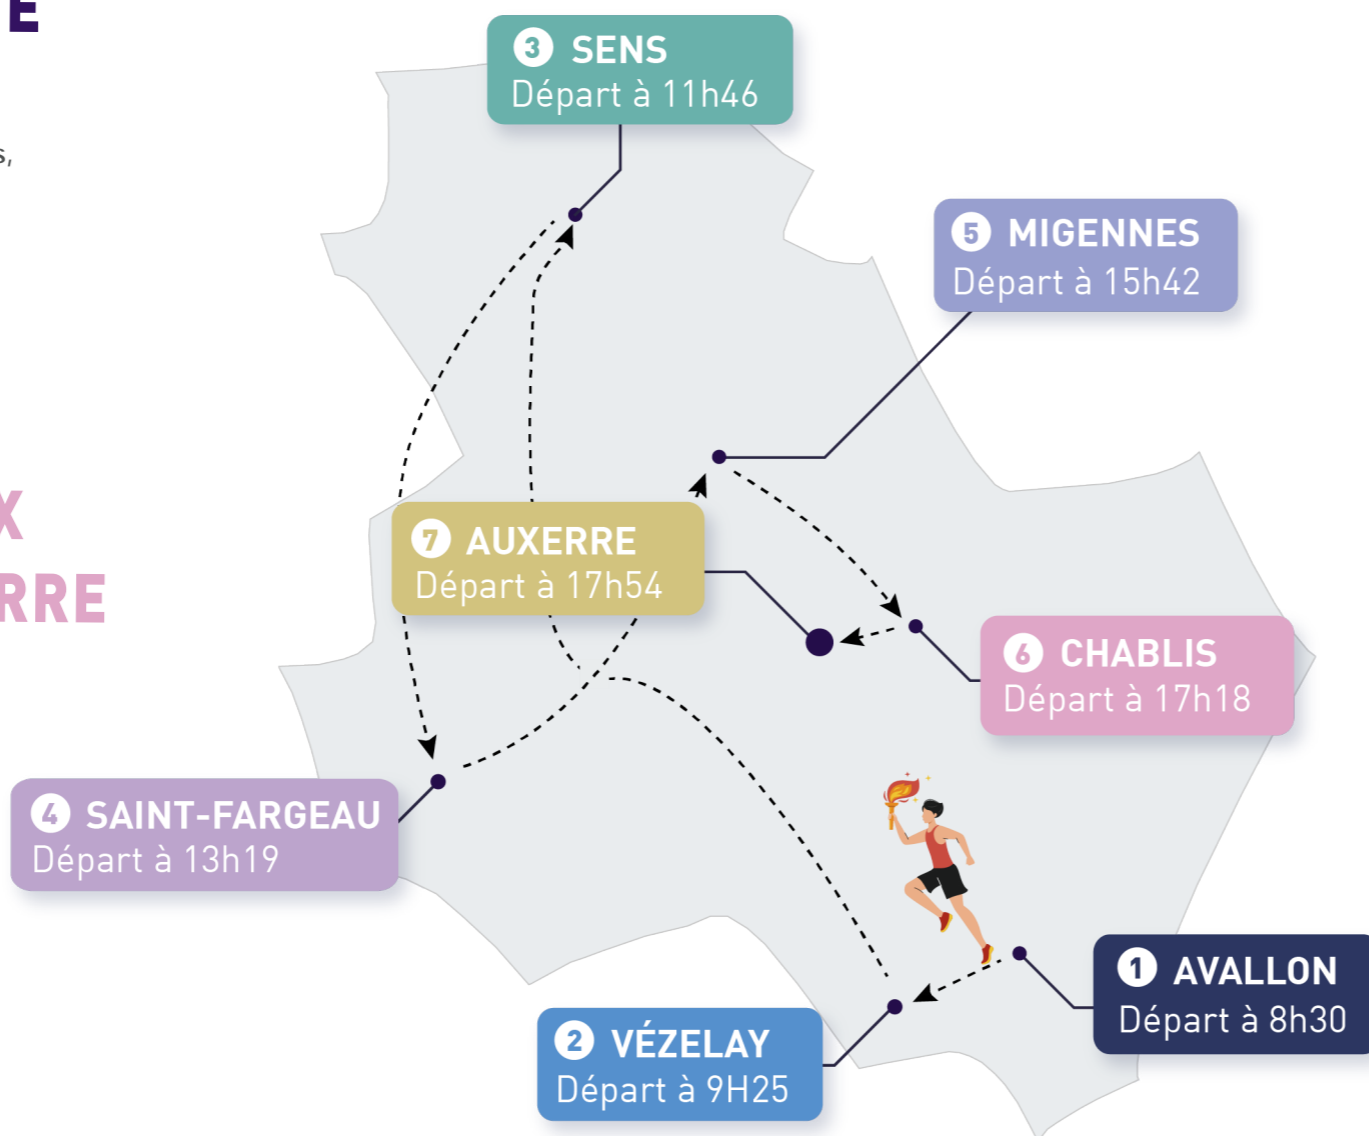 E
s,
X
RRE
3 SENS
Départ à 11h46
5 MIGENNES
Départ à 15h42
7 AUXERRE
Départ à 17h54
6 CHABLIS
Départ à 17h18
4 SAINT-FARGEAU
Départ à 13h19
1 AVALLON
Départ à 8h30
2 VÉZELAY
Départ à 9H25